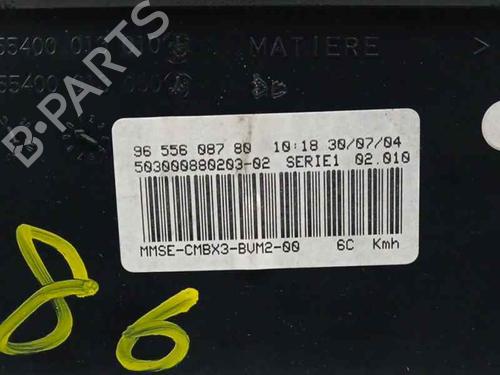 MATIERE >
96 556 087 80 10:18 30/07/04
503000880203-02 SERIE1 02.010
MMSE-CMBX3-BVM2-00 6C Kmh
86
B-Parts